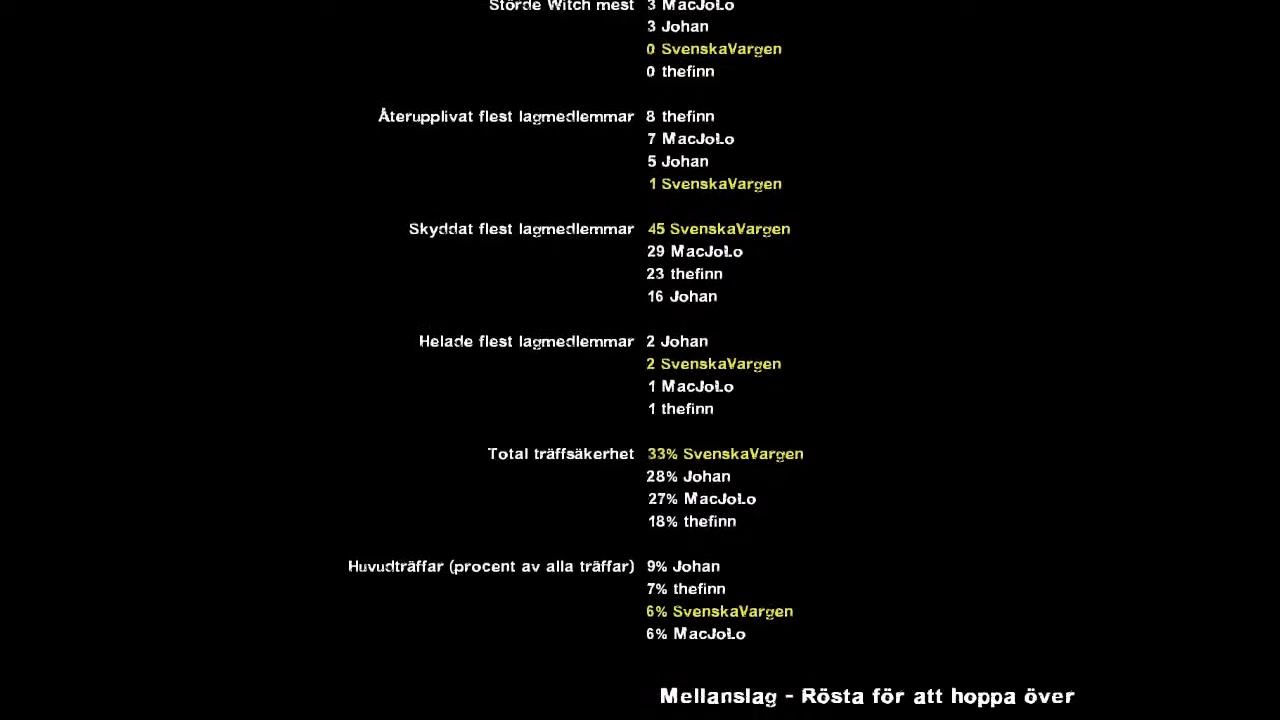 Störde Witch mest 3 MacJoLo
3 Johan
0 SvenskaVargen
0 thefinn
Återupplivat flest lagmedlemmar 8 thefinn
7 MacJoLo
5 Johan
1 SvenskaVargen
Skyddat flest lagmedlemmar 45 SvenskaVargen
29 MacJoLo
23 thefinn
16 Johan
Helade flest lagmedlemmar 2 Johan
2 SvenskaVargen
1 MacJoLo
1 thefinn
Total träffsäkerhet 33% SvenskaVargen
28% Johan
27% MacJoLo
18% thefinn
Huvudträffar (procent av alla träffar) 9% Johan
7% thefinn
6% SvenskaVargen
6% MacJoLo
Mellanslag - Rösta för att hoppa över